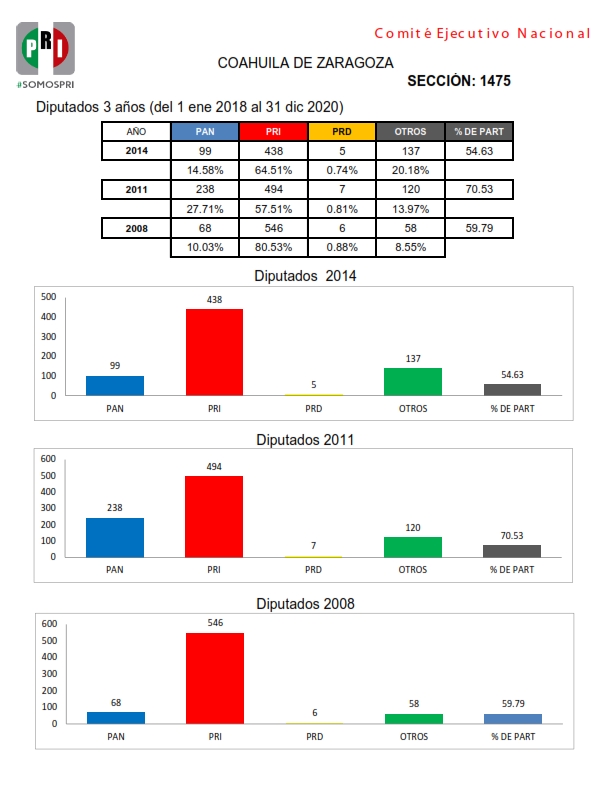 Comité Ejecutivo Nacional
PRI
#SOMOSPRI
COAHUILA DE ZARAGOZA
SECCIÓN: 1475
Diputados 3 años (del 1 ene 2018 al 31 dic 2020)
AÑO PAN PRI PRD OTROS % DE PART
2014 99 438 5 137 54.63
14.58% 64.51% 0.74% 20.18%
2011 238 494 7 120 70.53
27.71% 57.51% 0.81% 13.97%
2008 68 546 6 58 59.79
10.03% 80.53% 0.88% 8.55%
Diputados 2014
500
400
300
200
100
0
99 438 5 137 54.63
PAN PRI PRD OTROS % DE PART
Diputados 2011
600
500
400
300
200
100
0
238 494 7 120 70.53
PAN PRI PRD OTROS % DE PART
Diputados 2008
600
500
400
300
200
100
0
68 546 6 58 59.79
PAN PRI PRD OTROS % DE PART